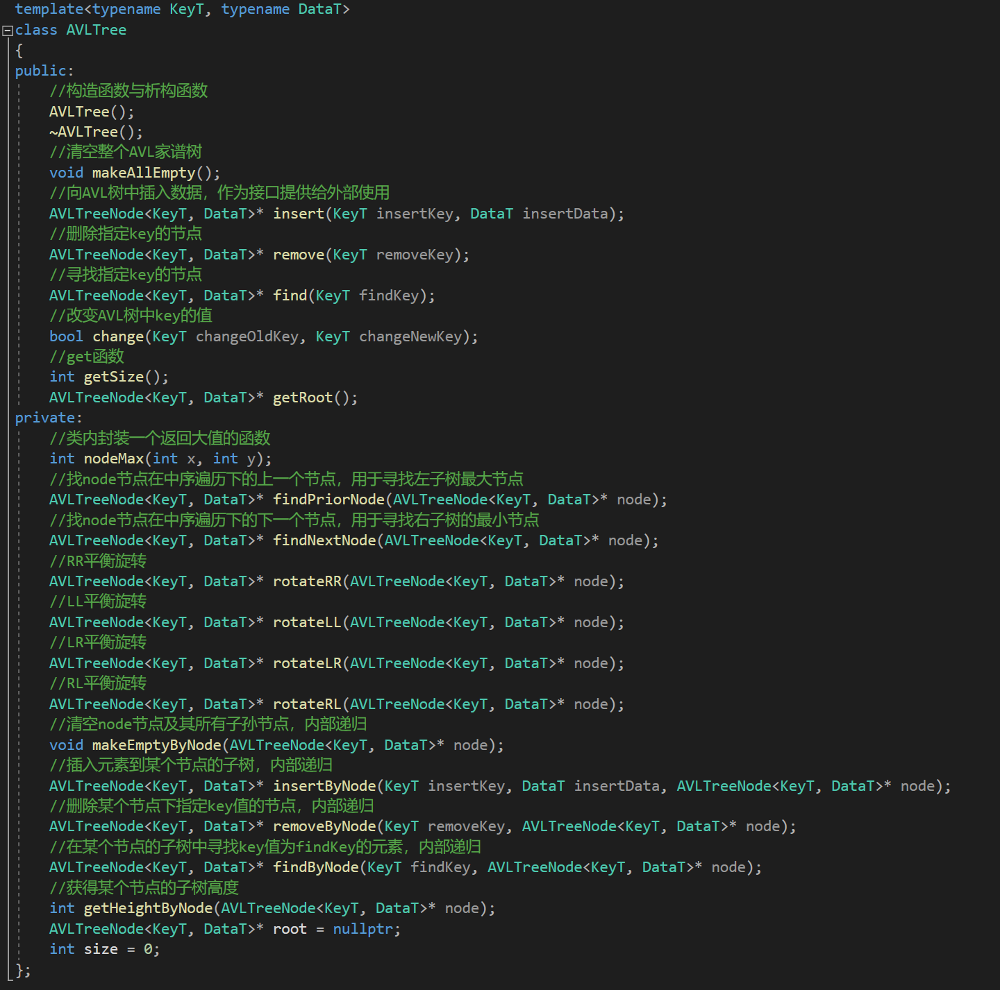 template<typename KeyT, typename DataT>
class AVLTree
{
public:
    //构造函数与析构函数
    AVLTree();
    ~AVLTree();
    //清空整个AVL家谱树
    void makeAllEmpty();
    //向AVL树中插入数据，作为接口提供给外部使用
    AVLTreeNode<KeyT, DataT>* insert(KeyT insertKey, DataT insertData);
    //删除指定key的节点
    AVLTreeNode<KeyT, DataT>* remove(KeyT removeKey);
    //寻找指定key的节点
    AVLTreeNode<KeyT, DataT>* find(KeyT findKey);
    //改变AVL树中key的值
    bool change(KeyT changeOldKey, KeyT changeNewKey);
    //get函数
    int getSize();
    AVLTreeNode<KeyT, DataT>* getRoot();
private:
    //类内封装一个返回大值的函数
    int nodeMax(int x, int y);
    //找node节点在中序遍历下的上一个节点，用于寻找左子树最大节点
    AVLTreeNode<KeyT, DataT>* findPriorNode(AVLTreeNode<KeyT, DataT>* node);
    //找node节点在中序遍历下的下一个节点，用于寻找右子树的最小节点
    AVLTreeNode<KeyT, DataT>* findNextNode(AVLTreeNode<KeyT, DataT>* node);
    //RR平衡旋转
    AVLTreeNode<KeyT, DataT>* rotateRR(AVLTreeNode<KeyT, DataT>* node);
    //LL平衡旋转
    AVLTreeNode<KeyT, DataT>* rotateLL(AVLTreeNode<KeyT, DataT>* node);
    //LR平衡旋转
    AVLTreeNode<KeyT, DataT>* rotateLR(AVLTreeNode<KeyT, DataT>* node);
    //RL平衡旋转
    AVLTreeNode<KeyT, DataT>* rotateRL(AVLTreeNode<KeyT, DataT>* node);
    //清空node节点及其所有子孙节点，内部递归
    void makeEmptyByNode(AVLTreeNode<KeyT, DataT>* node);
    //插入元素到某个节点的子树，内部递归
    AVLTreeNode<KeyT, DataT>* insertByNode(KeyT insertKey, DataT insertData, AVLTreeNode<KeyT, DataT>* node);
    //删除某个节点下指定key值的节点，内部递归
    AVLTreeNode<KeyT, DataT>* removeByNode(KeyT removeKey, AVLTreeNode<KeyT, DataT>* node);
    //在某个节点的子树中寻找key值为findKey的元素，内部递归
    AVLTreeNode<KeyT, DataT>* findByNode(KeyT findKey, AVLTreeNode<KeyT, DataT>* node);
    //获得某个节点的子树高度
    int getHeightByNode(AVLTreeNode<KeyT, DataT>* node);
    AVLTreeNode<KeyT, DataT>* root = nullptr;
    int size = 0;
};